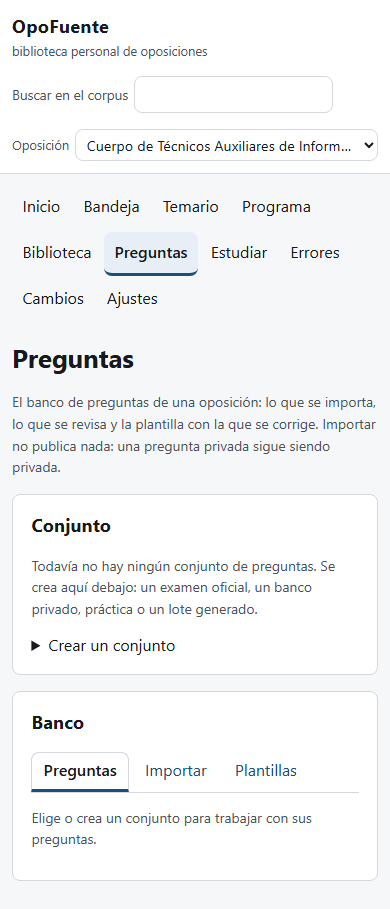 OpoFuente
biblioteca personal de oposiciones
Buscar en el corpus
Oposición Cuerpo de Técnicos Auxiliares de Inform...
Inicio Bandeja Temario Programa
Biblioteca Preguntas Estudiar Errores
Cambios Ajustes
Preguntas
El banco de preguntas de una oposición: lo que se importa,
lo que se revisa y la plantilla con la que se corrige. Importar
no publica nada: una pregunta privada sigue siendo
privada.
Conjunto
Todavía no hay ningún conjunto de preguntas. Se
crea aquí debajo: un examen oficial, un banco
privado, práctica o un lote generado.
Crear un conjunto
Banco
Preguntas Importar Plantillas
Elige o crea un conjunto para trabajar con sus
preguntas.